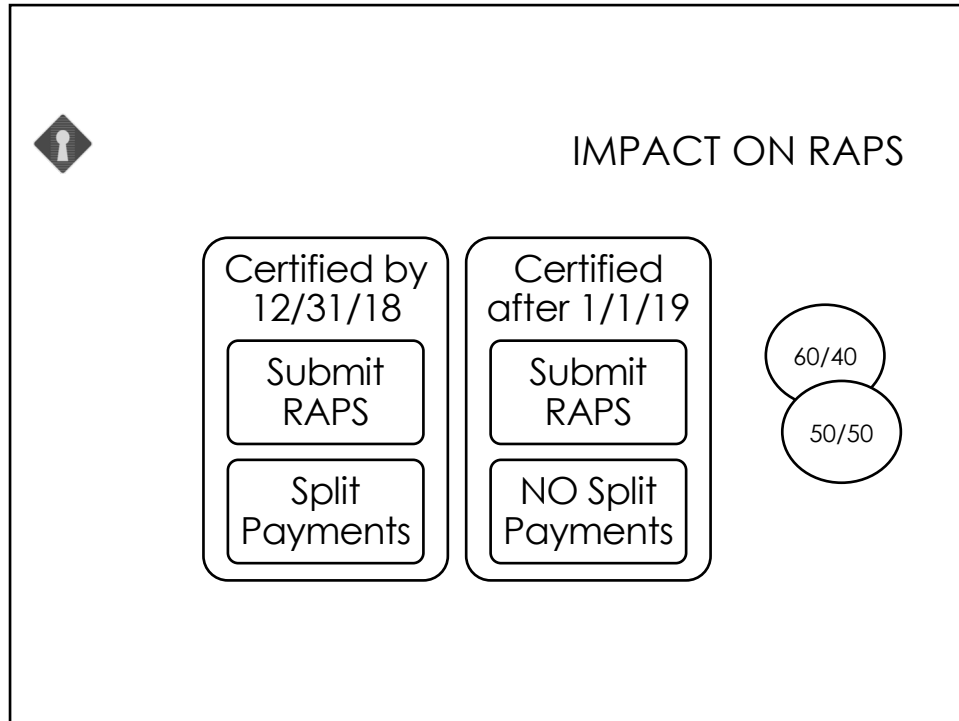 IMPACT ON RAPS
Certified by
12/31/18
Submit
RAPS
Split
Payments
Certified
after 1/1/19
Submit
RAPS
NO Split
Payments
60/40
50/50